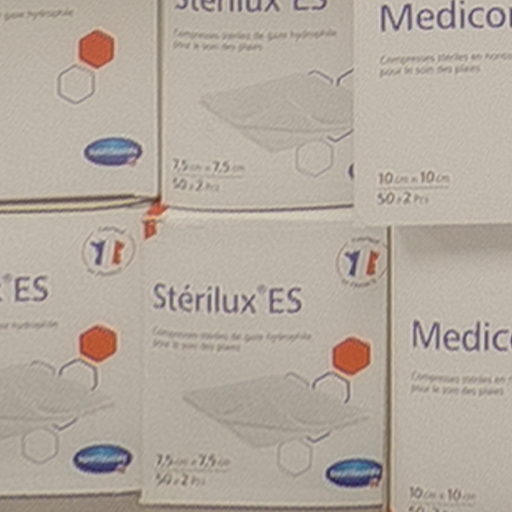 Stérilux ES
Compresses stériles de gaze hydrophile
pour le soin des plaies
7,5 cm x 7,5 cm
50 x 2 Pcs
Medico
Compresses stériles en
pour le soin des plaies
10 cm x 10 cm
50 x 2 Pcs
ES
Stérilux® ES
Compresses stériles de gaze hydrophile
pour le soin des plaies
7,5 cm x 7,5 cm
50 x 2 Pcs
Medico
Compresses stériles en
pour le soin des plaies
10 cm x 10 cm